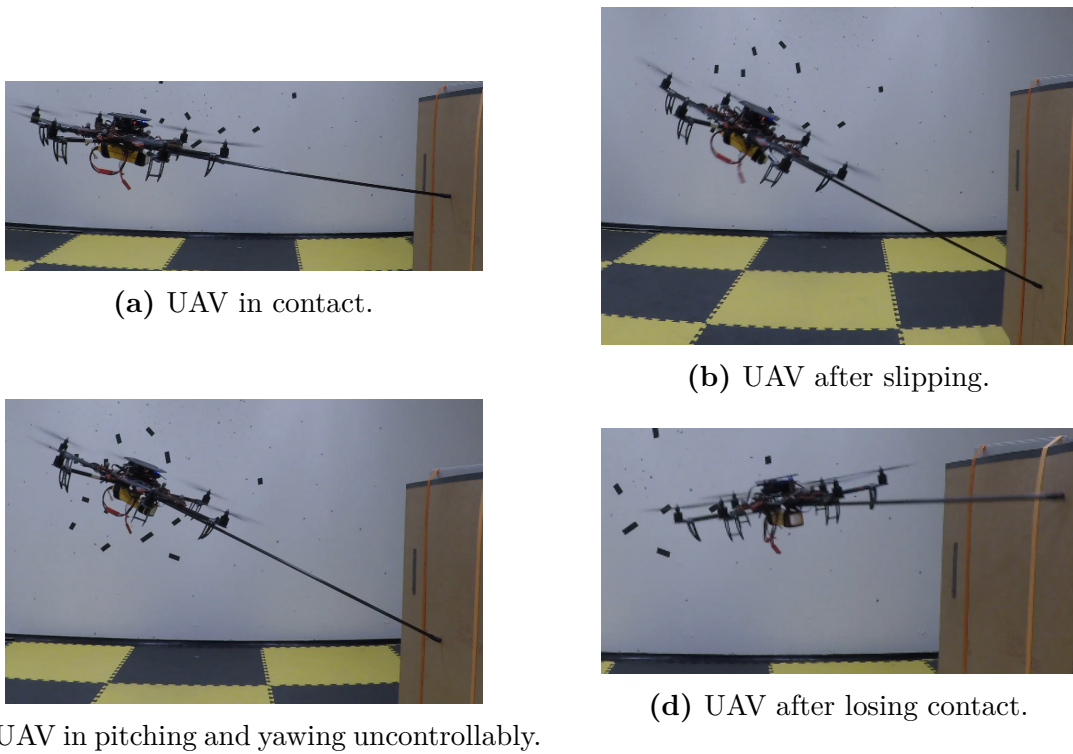 (a) UAV in contact.
(b) UAV after slipping.
UAV in pitching and yawing uncontrollably.
(d) UAV after losing contact.